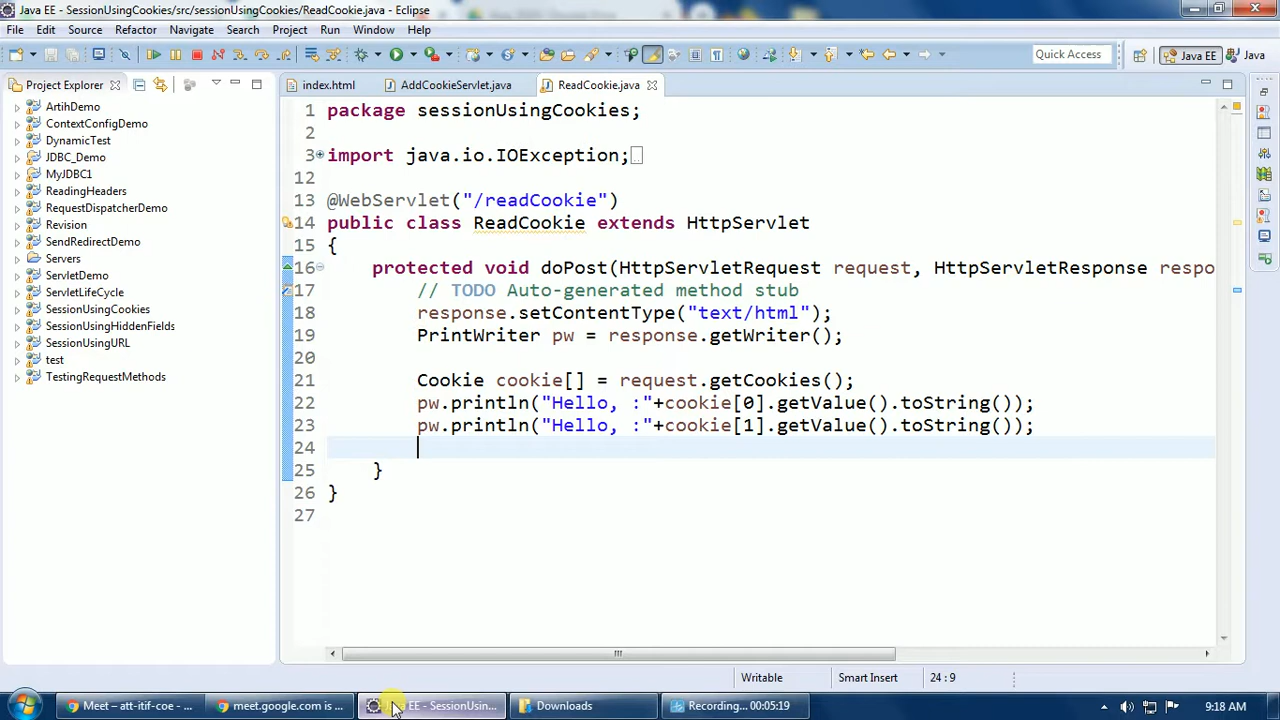 Java EE - SessionUsingCookies/src/sessionUsingCookies/ReadCookie.java - Eclipse
File Edit Source Refactor Navigate Search Project Run Window Help
Quick Access
Java EE
Java
Project Explorer
ArtihDemo
ContextConfigDemo
DynamicTest
JDBC_Demo
MyJDBC1
ReadingHeaders
RequestDispatcherDemo
Revision
SendRedirectDemo
Servers
ServletDemo
ServletLifeCycle
SessionUsingCookies
SessionUsingHiddenFields
SessionUsingURL
test
TestingRequestMethods
index.html
AddCookieServlet.java
ReadCookie.java
1 package sessionUsingCookies;
2
3 import java.io.IOException;
12
13 @WebServlet("/readCookie")
14 public class ReadCookie extends HttpServlet
15 {
16 protected void doPost(HttpServletRequest request, HttpServletResponse respo
17 // TODO Auto-generated method stub
18 response.setContentType("text/html");
19 PrintWriter pw = response.getWriter();
20
21 Cookie cookie[] = request.getCookies();
22 pw.println("Hello, :"+cookie[0].getValue().toString());
23 pw.println("Hello, :"+cookie[1].getValue().toString());
24
25 }
26 }
27
Writable
Smart Insert
24 : 9
Meet – att-itif-coe - ...
meet.google.com is ...
Java EE - SessionUsin...
Downloads
Recording... 00:05:19
9:18 AM